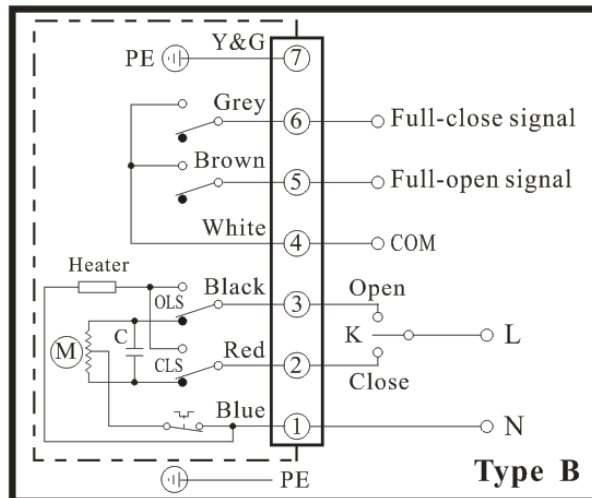 Y&G
PE 7
Grey 6 Full-close signal
Brown 5 Full-open signal
White 4 COM
Heater
OLS Black 3 Open
M C K L
CLS Red 2 Close
Blue 1 N
PE
Type B